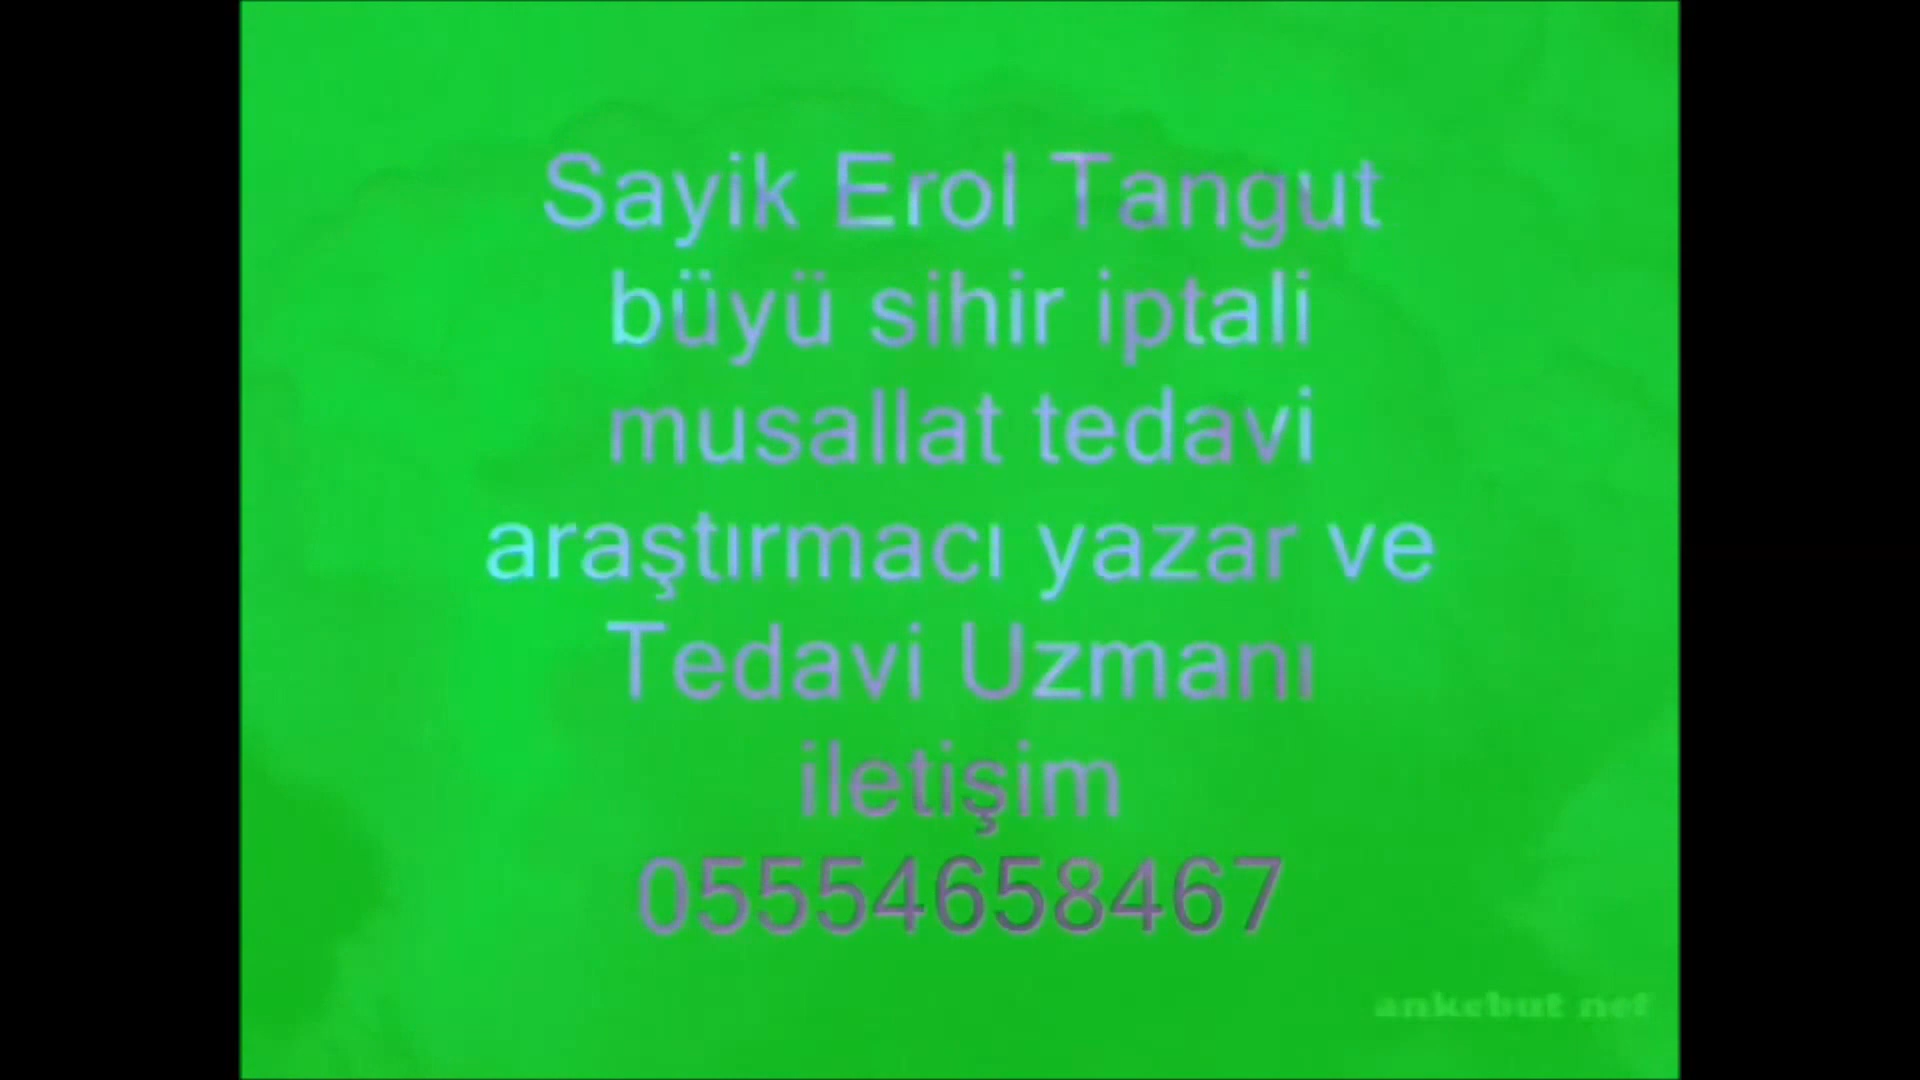 Sayik Erol Tangut
büyü sihir iptali
musallat tedavi
araştırmacı yazar ve
Tedavi Uzmanı
iletişim
05554658467
ankebut net